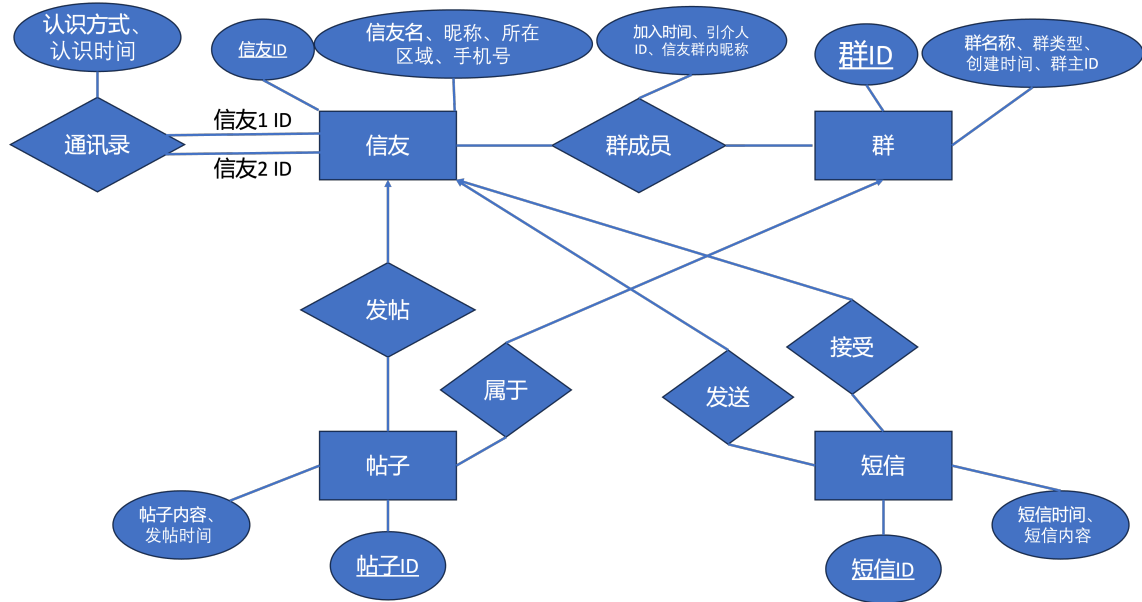 认识方式、
认识时间
信友ID
信友名、昵称、所在
区域、手机号
加入时间、引介人
ID、信友群内昵称
群ID
群名称、群类型、
创建时间、群主ID
通讯录
信友1 ID
信友2 ID
信友
群成员
群
发帖
属于
发送
接受
帖子
短信
帖子内容、
发帖时间
帖子ID
短信ID
短信时间、
短信内容